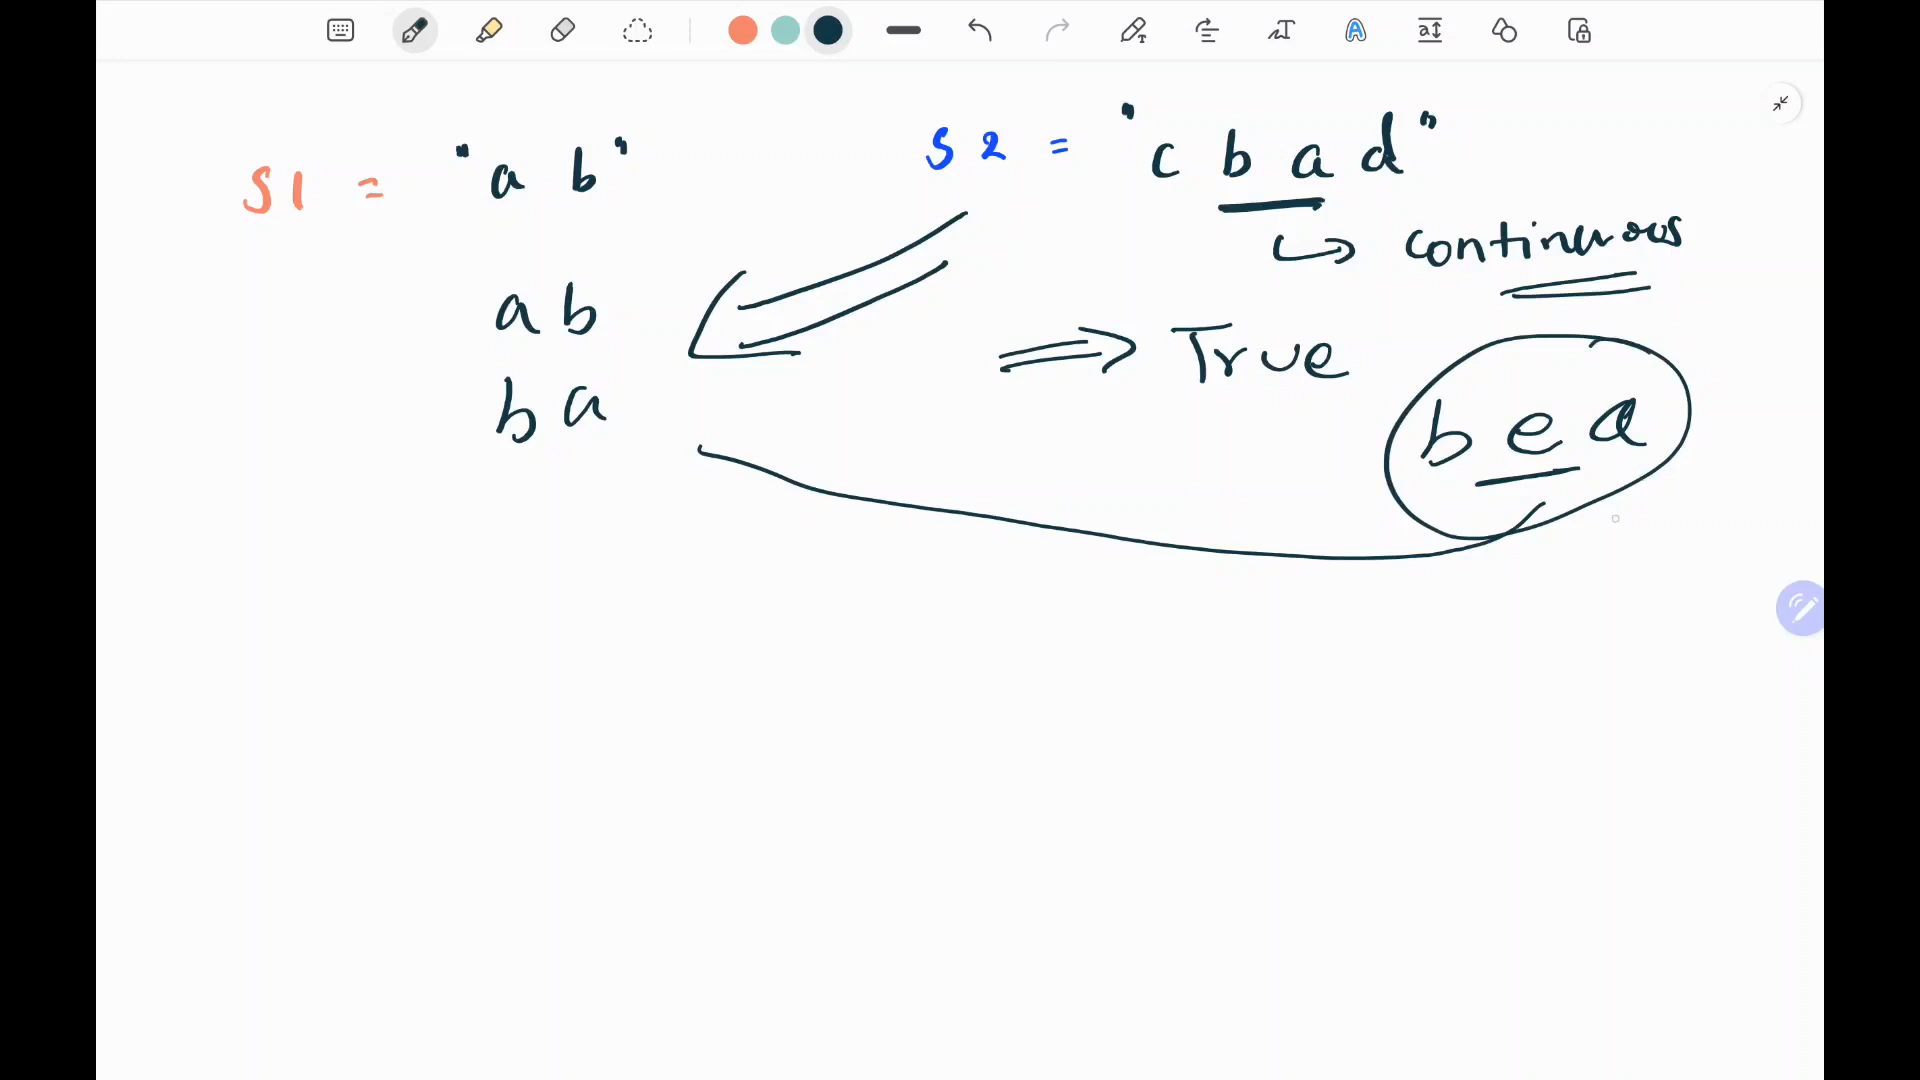 S1 = "a b"
S2 = "c b a d"
↪ continuous
a b
⇒ True
b a
b e a